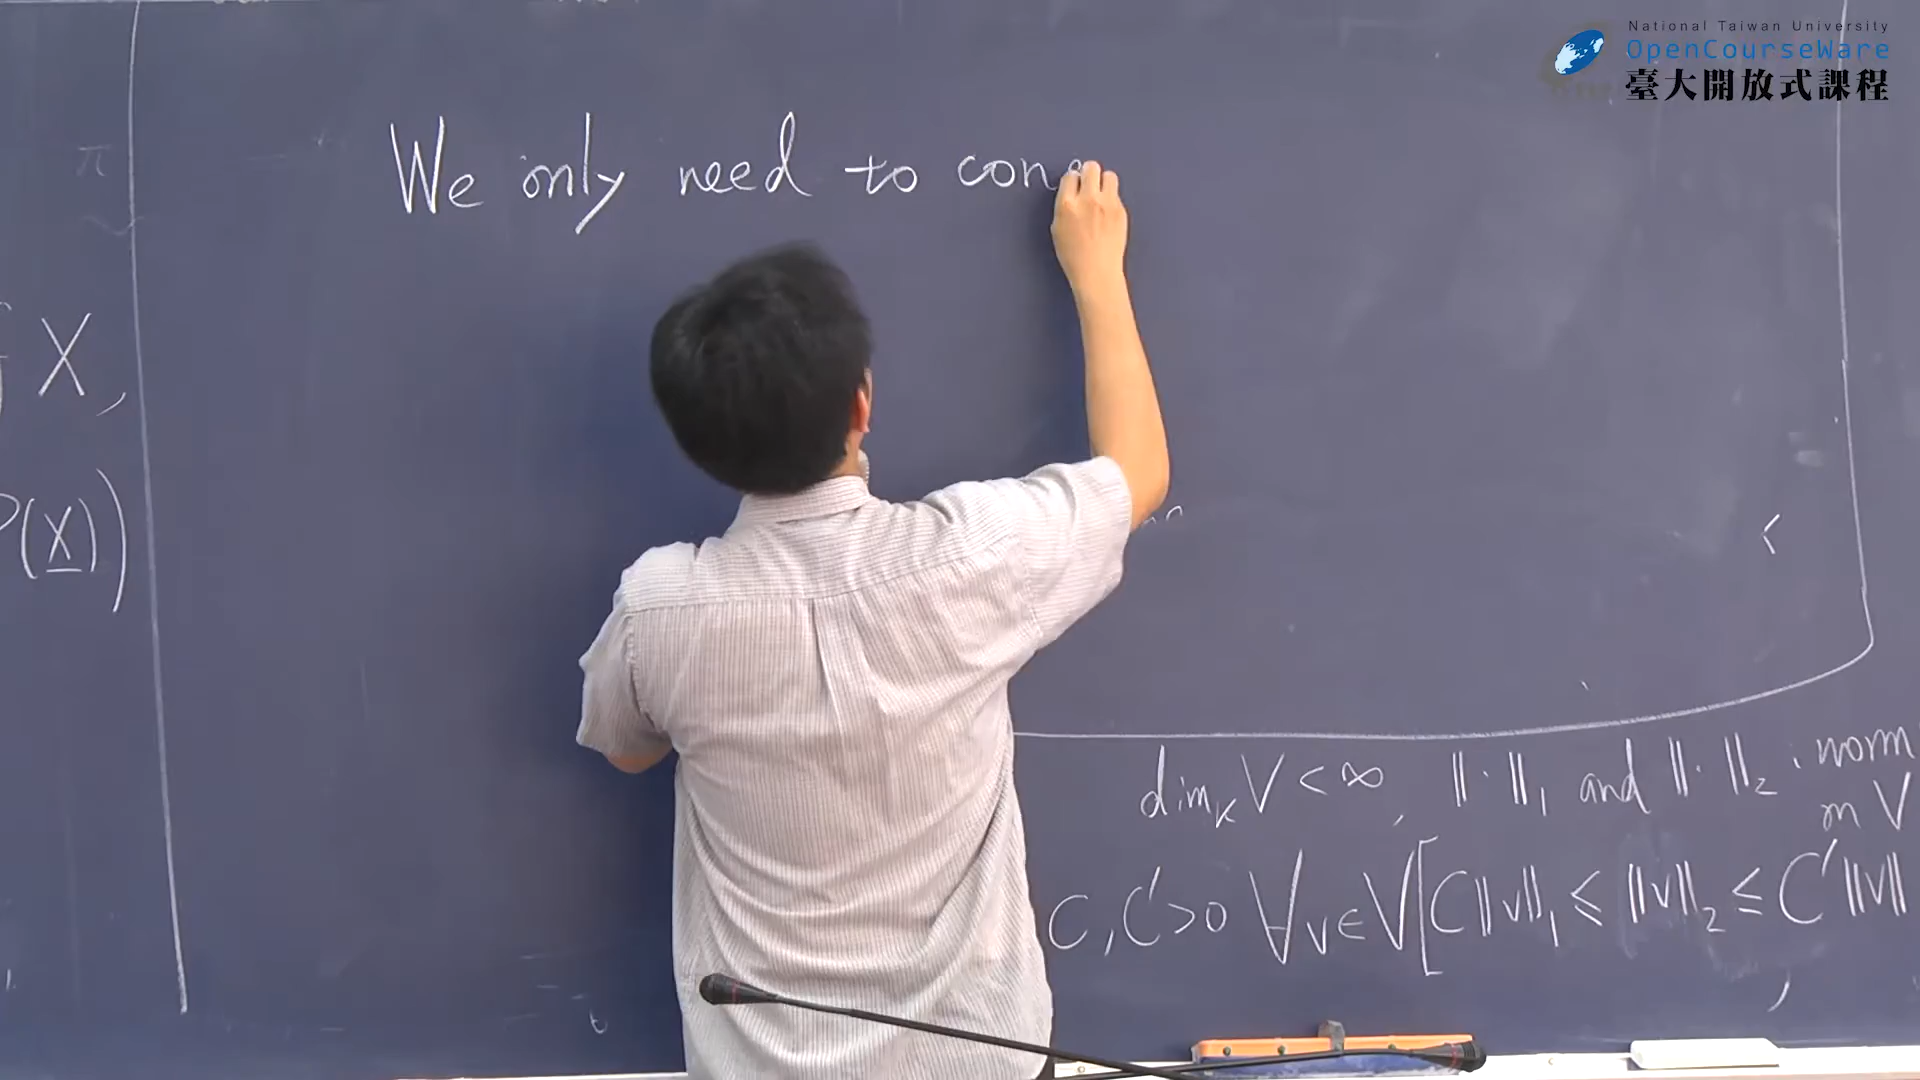 National Taiwan University
OpenCourseWare
臺大開放式課程
We only need to cons
X,
P(X))
dim_K V < ∞, ‖·‖₁ and ‖·‖₂ : norm
on V
C, C' > 0 ∀v∈V [C‖v‖₁ ≤ ‖v‖₂ ≤ C'‖v‖